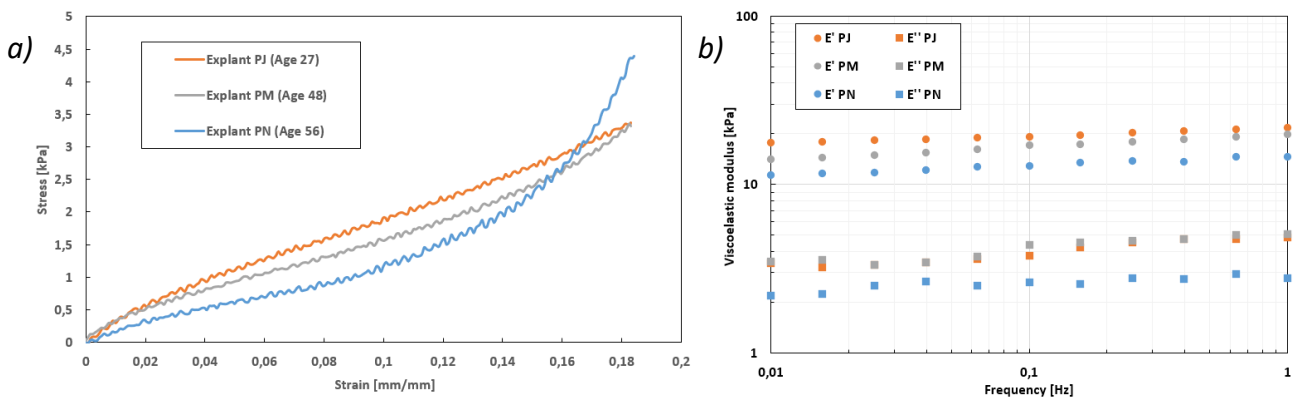 a)
Explant PJ (Age 27)
Explant PM (Age 48)
Explant PN (Age 56)
Stress [kPa]
5
4,5
4
3,5
3
2,5
2
1,5
1
0,5
0
0 0,02 0,04 0,06 0,08 0,1 0,12 0,14 0,16 0,18 0,2
Strain [mm/mm]
b)
E' PJ E'' PJ
E' PM E'' PM
E' PN E'' PN
Viscoelastic modulus [kPa]
100
10
1
0,01 0,1 1
Frequency [Hz]